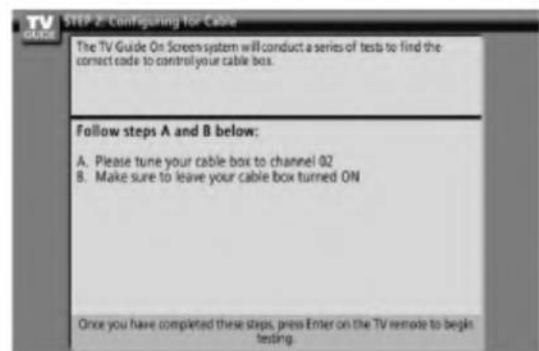 TV
GUIDE
STEP 2: Configuring for Cable
The TV Guide On Screen system will conduct a series of tests to find the
correct code to control your cable box.
Follow steps A and B below:
A. Please tune your cable box to channel 02
B. Make sure to leave your cable box turned ON
Once you have completed these steps, press Enter on the TV remote to begin
testing.